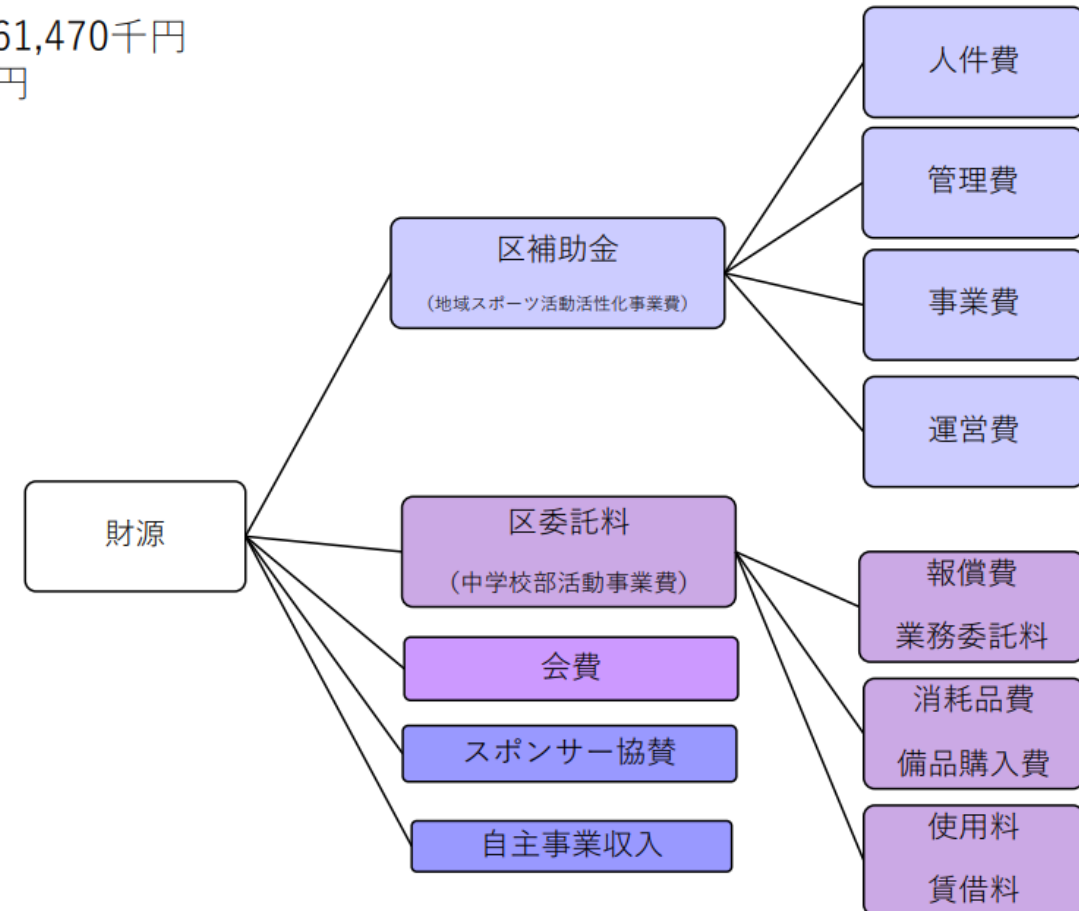 61,470千円
円
人件費
管理費
区補助金
（地域スポーツ活動活性化事業費）
事業費
運営費
財源
区委託料
（中学校部活動事業費）
報償費
業務委託料
会費
消耗品費
備品購入費
スポンサー協賛
自主事業収入
使用料
賃借料